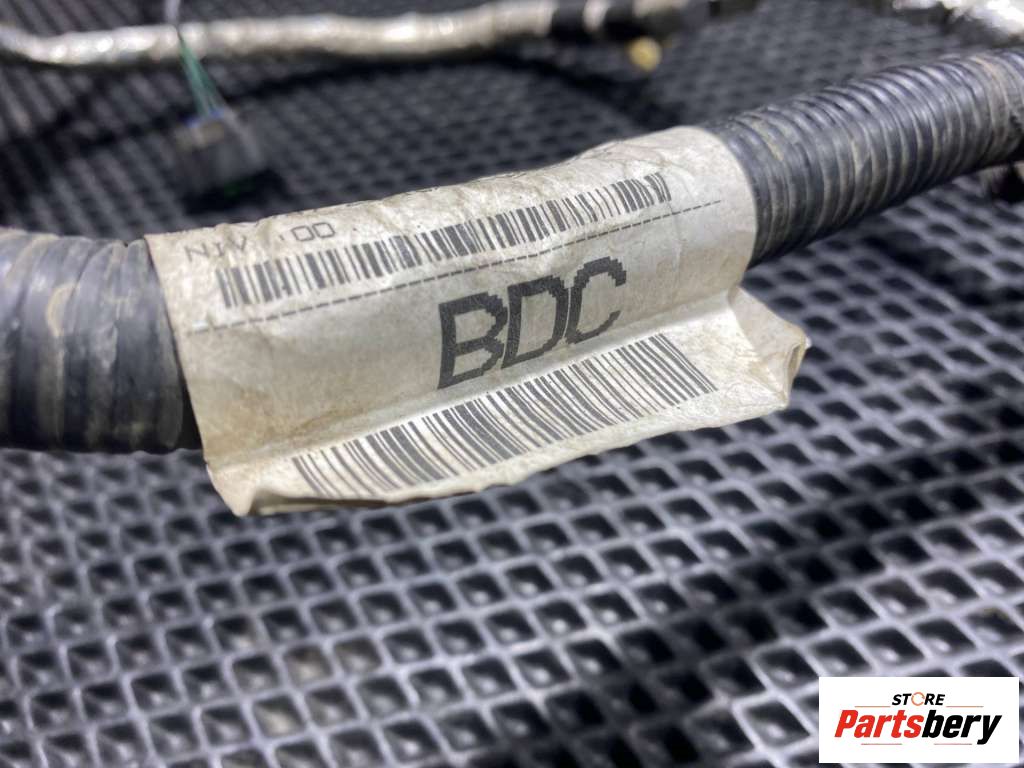 NIV :00
BDC
STORE
Partsbery